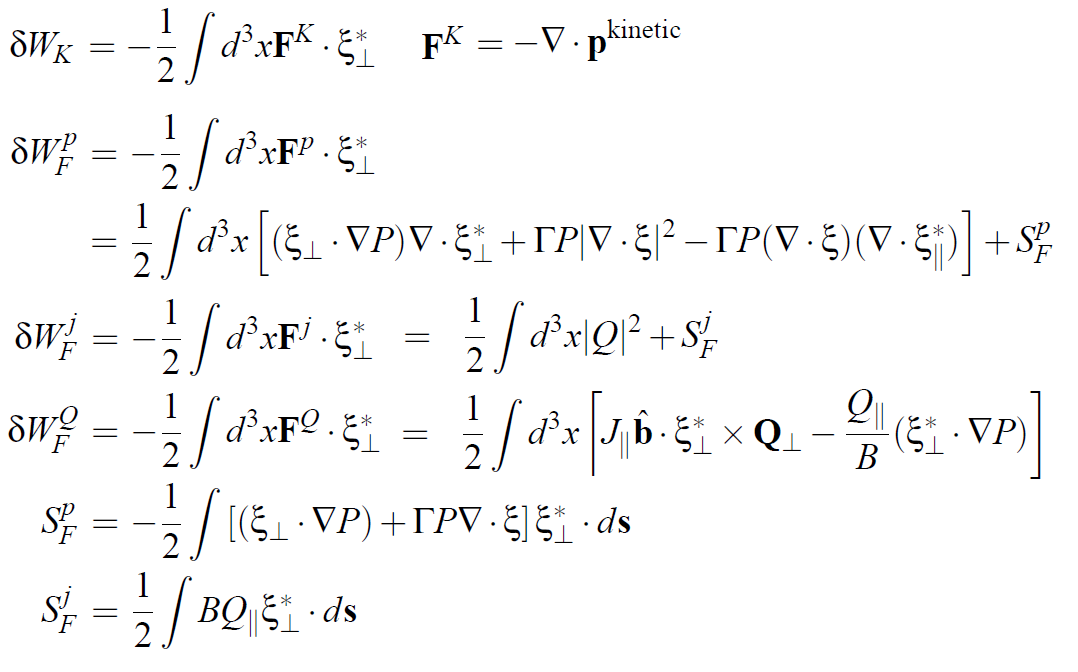 δW_K = −1/2 ∫ d³x F^K · ξ*_⊥    F^K = −∇ · p^kinetic
δW_F^p = −1/2 ∫ d³x F^p · ξ*_⊥
= 1/2 ∫ d³x [(ξ_⊥ · ∇P)∇ · ξ*_⊥ + ΓP|∇ · ξ|² − ΓP(∇ · ξ)(∇ · ξ*_∥)] + S_F^p
δW_F^j = −1/2 ∫ d³x F^j · ξ*_⊥ = 1/2 ∫ d³x |Q|² + S_F^j
δW_F^Q = −1/2 ∫ d³x F^Q · ξ*_⊥ = 1/2 ∫ d³x [J_∥ b̂ · ξ*_⊥ × Q_⊥ − Q_∥/B (ξ*_⊥ · ∇P)]
S_F^p = −1/2 ∫ [(ξ_⊥ · ∇P) + ΓP∇ · ξ] ξ*_⊥ · ds
S_F^j = 1/2 ∫ BQ_∥ ξ*_⊥ · ds